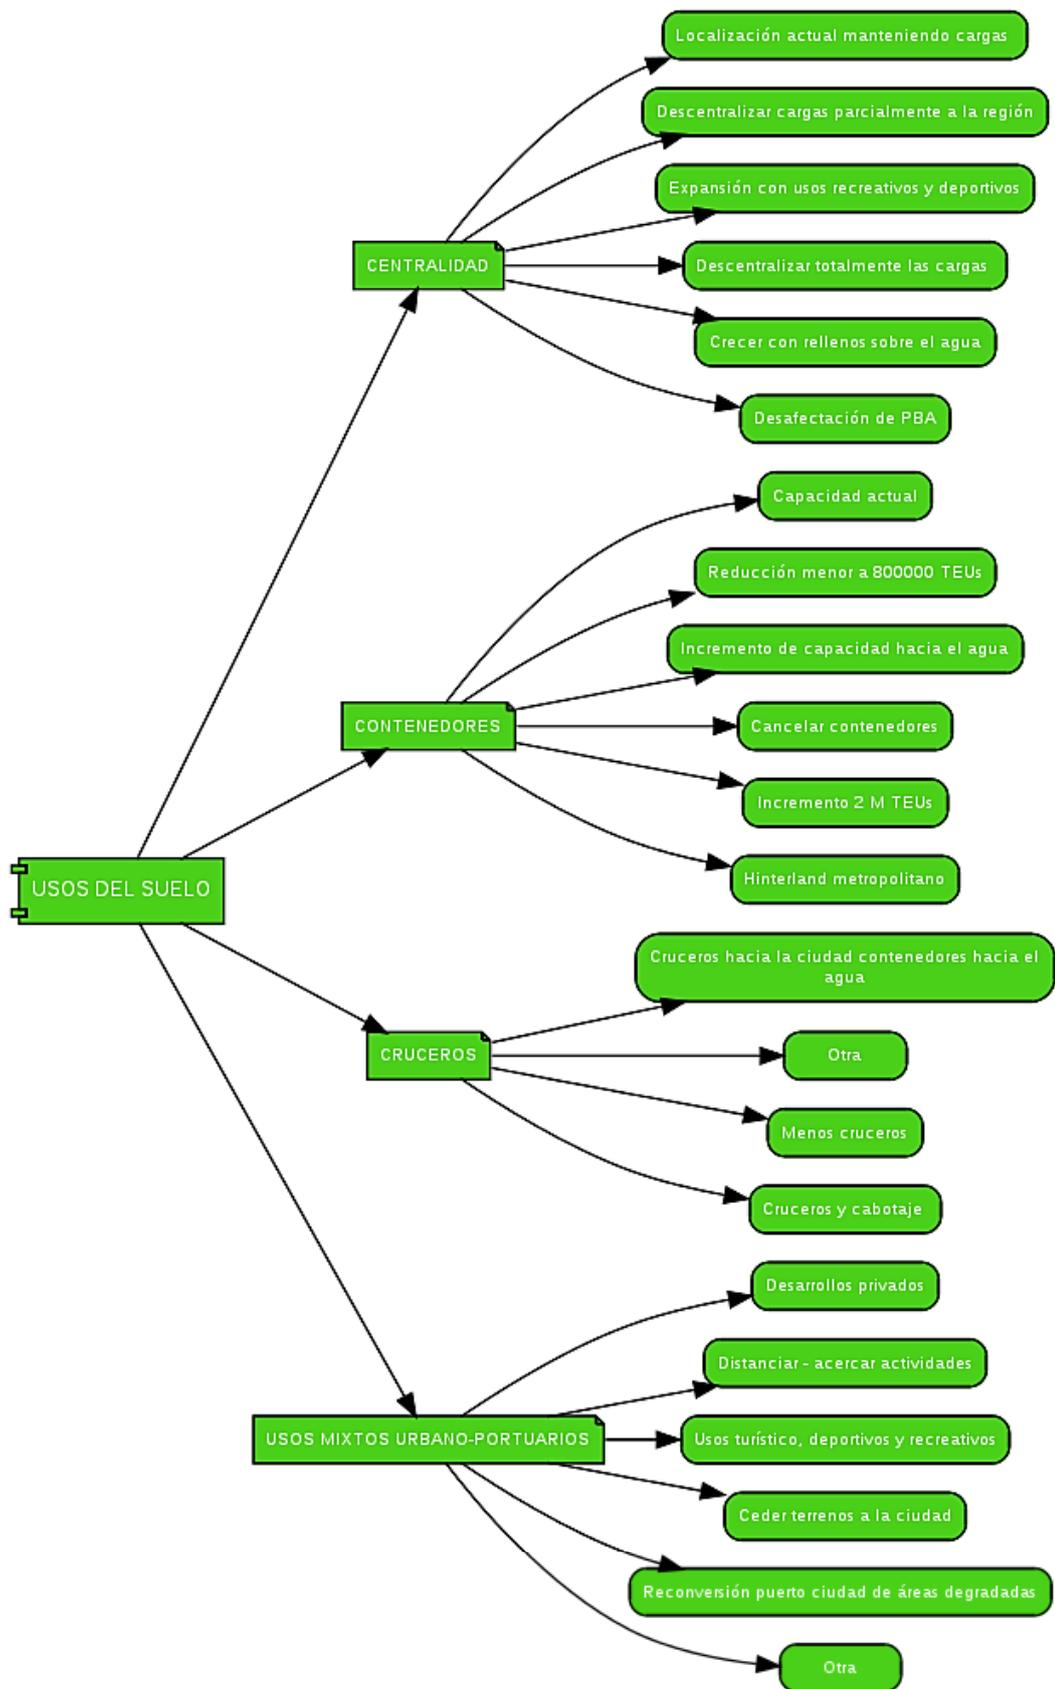 USOS DEL SUELO
CENTRALIDAD
Localización actual manteniendo cargas
Descentralizar cargas parcialmente a la región
Expansión con usos recreativos y deportivos
Descentralizar totalmente las cargas
Crecer con rellenos sobre el agua
Desafectación de PBA
CONTENEDORES
Capacidad actual
Reducción menor a 800000 TEUs
Incremento de capacidad hacia el agua
Cancelar contenedores
Incremento 2 M TEUs
Hinterland metropolitano
CRUCEROS
Cruceros hacia la ciudad contenedores hacia el
agua
Otra
Menos cruceros
Cruceros y cabotaje
USOS MIXTOS URBANO-PORTUARIOS
Desarrollos privados
Distanciar - acercar actividades
Usos turístico, deportivos y recreativos
Ceder terrenos a la ciudad
Reconversión puerto ciudad de áreas degradadas
Otra